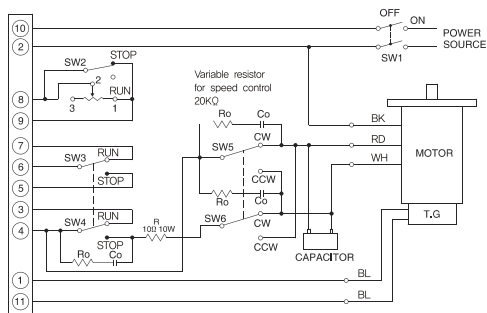 10
OFF
ON
POWER
SOURCE
2
SW1
SW2
STOP
2
8
RUN
3
1
9
Variable resistor
for speed control
20KΩ
Ro
Co
BK
7
RUN
SW5
CW
RD
6
SW3
WH
MOTOR
5
STOP
CCW
Ro
Co
3
RUN
R
10Ω 10W
SW6
CW
T.G
4
SW4
STOP
CCW
Ro
Co
CAPACITOR
1
BL
11
BL